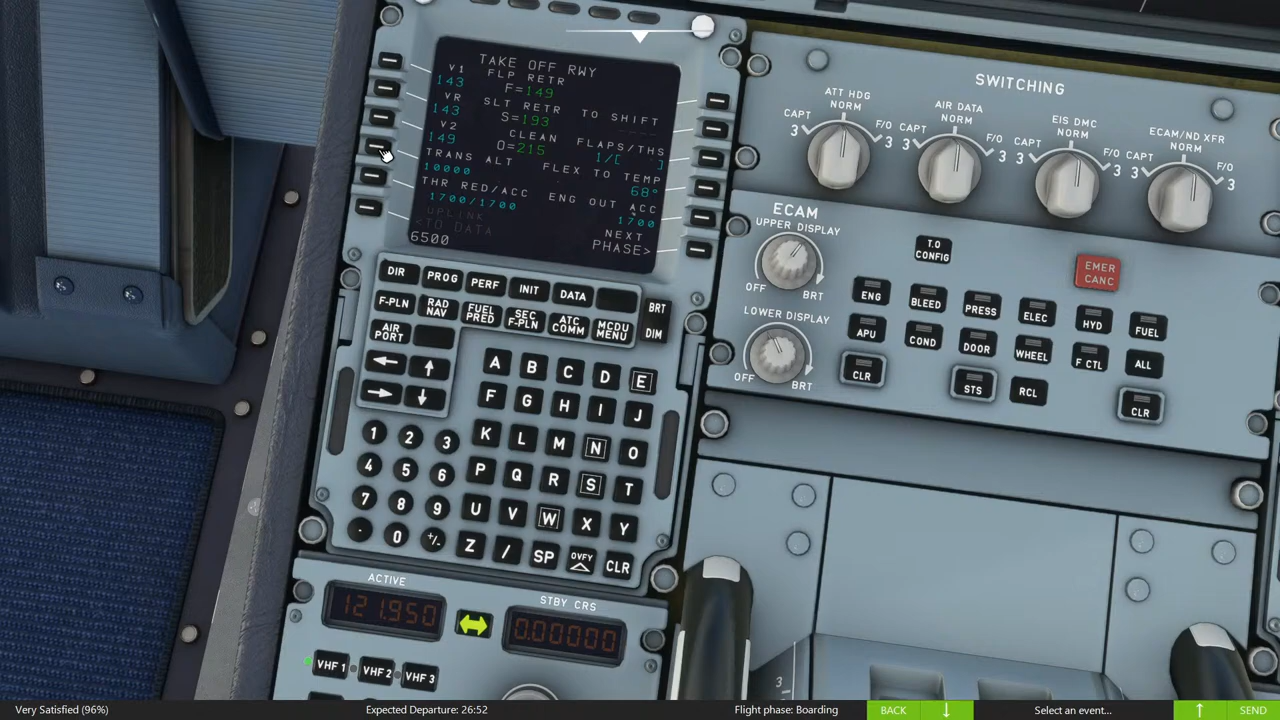 TAKE OFF RWY
V1 FLP RETR
143 F=149
VR SLT RETR TO SHIFT
143 S=193 ----
V2 CLEAN FLAPS/THS
149 O=215 1/[ ]
TRANS ALT FLEX TO TEMP
10000 68°
THR RED/ACC ENG OUT ACC
1700/1700 1700
UPLINK NEXT
<TO DATA PHASE>
6500
DIR PROG PERF INIT DATA
F-PLN RAD NAV FUEL PRED SEC F-PLN ATC COMM MCDU MENU
BRT
DIM
AIR PORT
A B C D E
F G H I J
K L M N O
P Q R S T
U V W X Y
Z / SP OVFY CLR
1 2 3
4 5 6
7 8 9
. 0 +/-
ACTIVE STBY CRS
121.950 0.00000
VHF 1 VHF 2 VHF 3
SWITCHING
ATT HDG AIR DATA EIS DMC ECAM/ND XFR
NORM NORM NORM NORM
CAPT 3 F/O 3 CAPT 3 F/O 3 CAPT 3 F/O 3 CAPT 3 F/O 3
ECAM
UPPER DISPLAY
OFF BRT
LOWER DISPLAY
OFF BRT
T.O CONFIG
EMER CANC
ENG BLEED PRESS ELEC HYD FUEL
APU COND DOOR WHEEL F CTL ALL
CLR STS RCL CLR
3
Very Satisfied (96%) Expected Departure: 26:52 Flight phase: Boarding BACK Select an event... SEND